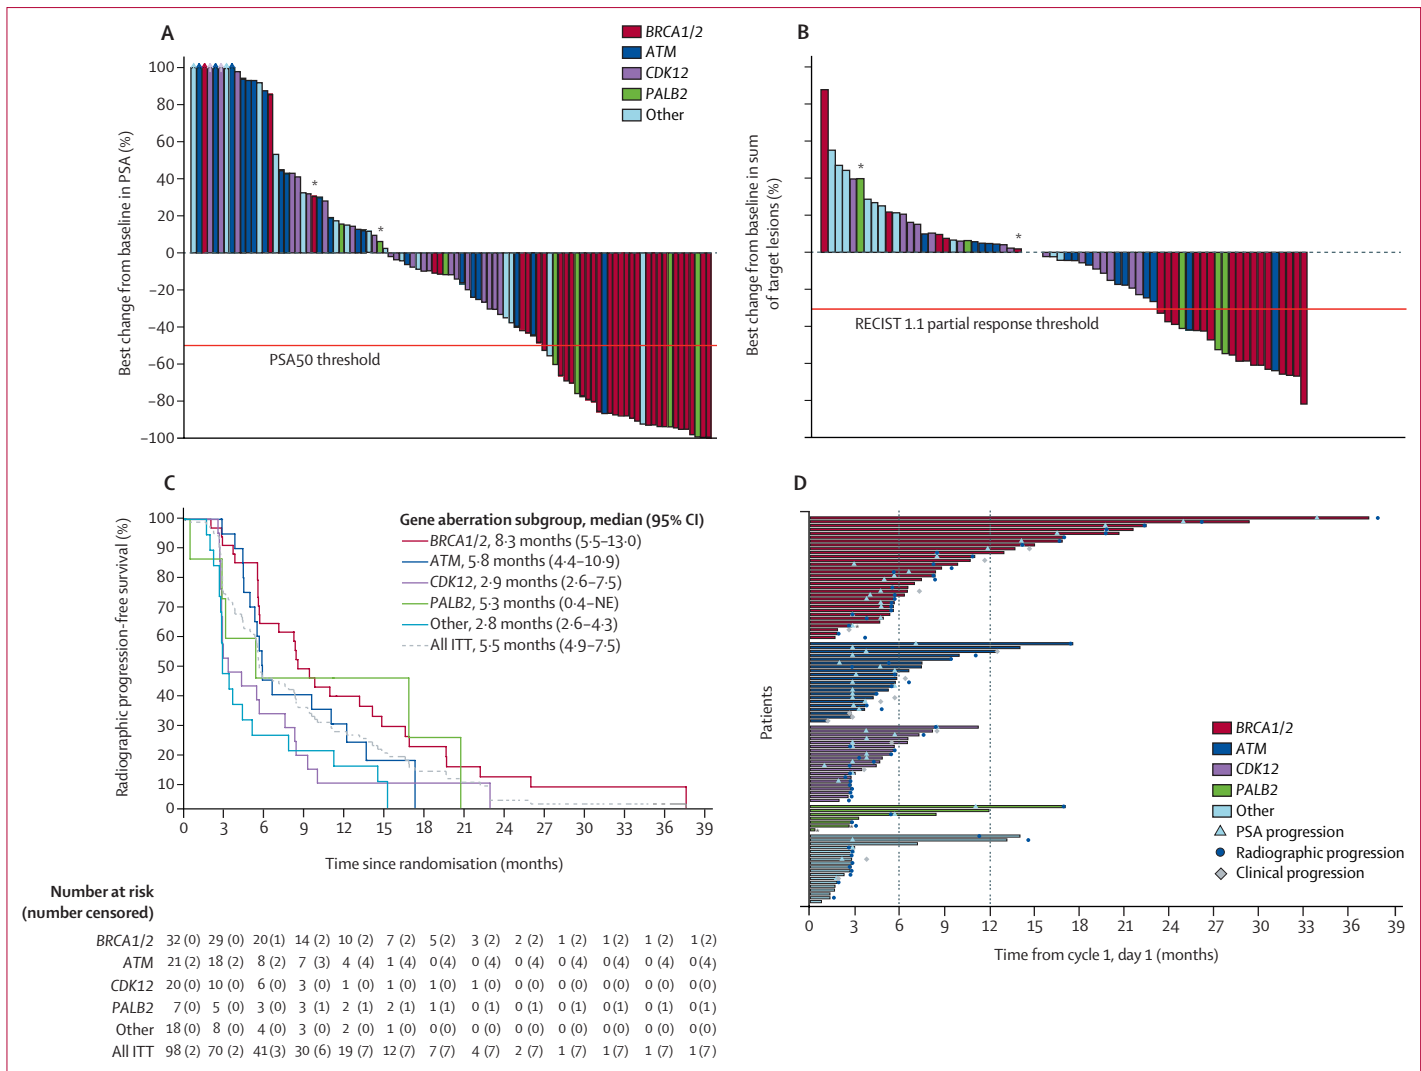 A
BRCA1/2
ATM
CDK12
PALB2
Other
Best change from baseline in PSA (%)
100
80
60
40
20
0
−20
−40
−60
−80
−100
*
*
PSA50 threshold
B
Best change from baseline in sum
of target lesions (%)
*
*
RECIST 1.1 partial response threshold
C
Radiographic progression-free survival (%)
100
90
80
70
60
50
40
30
20
10
0
Gene aberration subgroup, median (95% CI)
BRCA1/2, 8·3 months (5·5–13·0)
ATM, 5·8 months (4·4–10·9)
CDK12, 2·9 months (2·6–7·5)
PALB2, 5·3 months (0·4–NE)
Other, 2·8 months (2·6–4·3)
All ITT, 5·5 months (4·9–7·5)
0 3 6 9 12 15 18 21 24 27 30 33 36 39
Time since randomisation (months)
Number at risk
(number censored)
BRCA1/2 32 (0) 29 (0) 20 (1) 14 (2) 10 (2) 7 (2) 5 (2) 3 (2) 2 (2) 1 (2) 1 (2) 1 (2) 1 (2)
ATM 21 (2) 18 (2) 8 (2) 7 (3) 4 (4) 1 (4) 0 (4) 0 (4) 0 (4) 0 (4) 0 (4) 0 (4) 0 (4)
CDK12 20 (0) 10 (0) 6 (0) 3 (0) 1 (0) 1 (0) 1 (0) 1 (0) 0 (0) 0 (0) 0 (0) 0 (0) 0 (0)
PALB2 7 (0) 5 (0) 3 (0) 3 (1) 2 (1) 2 (1) 1 (1) 0 (1) 0 (1) 0 (1) 0 (1) 0 (1) 0 (1)
Other 18 (0) 8 (0) 4 (0) 3 (0) 2 (0) 1 (0) 0 (0) 0 (0) 0 (0) 0 (0) 0 (0) 0 (0) 0 (0)
All ITT 98 (2) 70 (2) 41 (3) 30 (6) 19 (7) 12 (7) 7 (7) 4 (7) 2 (7) 1 (7) 1 (7) 1 (7) 1 (7)
D
Patients
BRCA1/2
ATM
CDK12
PALB2
Other
PSA progression
Radiographic progression
Clinical progression
0 3 6 9 12 15 18 21 24 27 30 33 36 39
Time from cycle 1, day 1 (months)